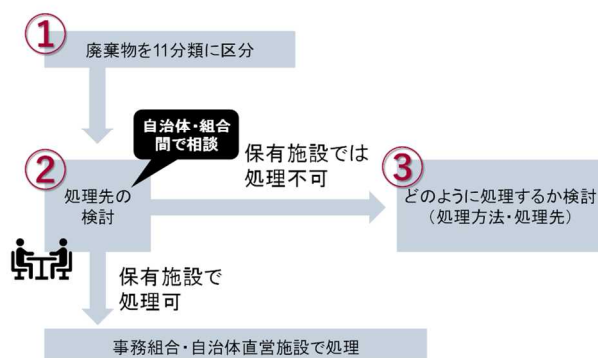 ①
廃棄物を11分類に区分
自治体・組合
間で相談
②
処理先の
検討
保有施設では
処理不可
③
どのように処理するか検討
（処理方法・処理先）
保有施設で
処理可
事務組合・自治体直営施設で処理